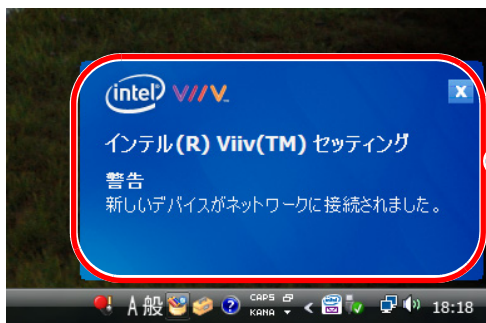 intel VIIV
インテル(R) Viiv(TM) セッティング
警告
新しいデバイスがネットワークに接続されました。
A 般 CAPS KANA 18:18